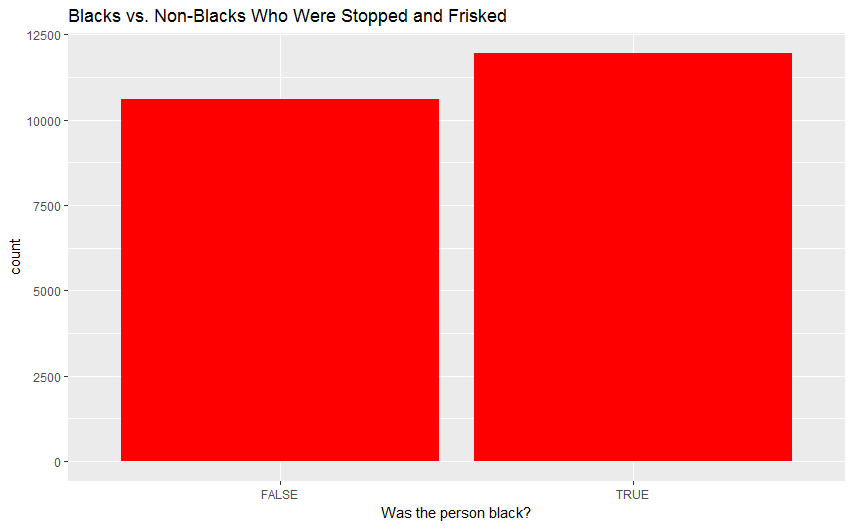 Blacks vs. Non-Blacks Who Were Stopped and Frisked
12500
10000
7500
5000
2500
0
count
FALSE
TRUE
Was the person black?